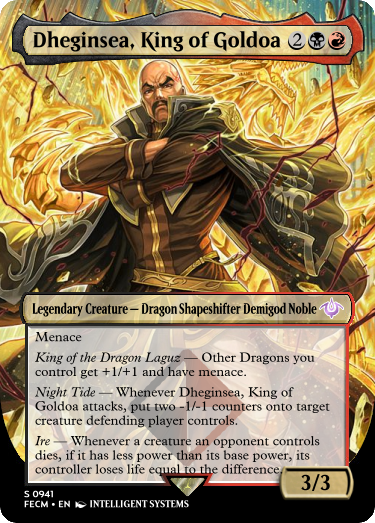 Dheginsea, King of Goldoa 2
Legendary Creature — Dragon Shapeshifter Demigod Noble
Menace
King of the Dragon Laguz — Other Dragons you
control get +1/+1 and have menace.
Night Tide — Whenever Dheginsea, King of
Goldoa attacks, put two -1/-1 counters onto target
creature defending player controls.
Ire — Whenever a creature an opponent controls
dies, if it has less power than its base power, its
controller loses life equal to the difference.
3/3
S 0941
FECM • EN INTELLIGENT SYSTEMS